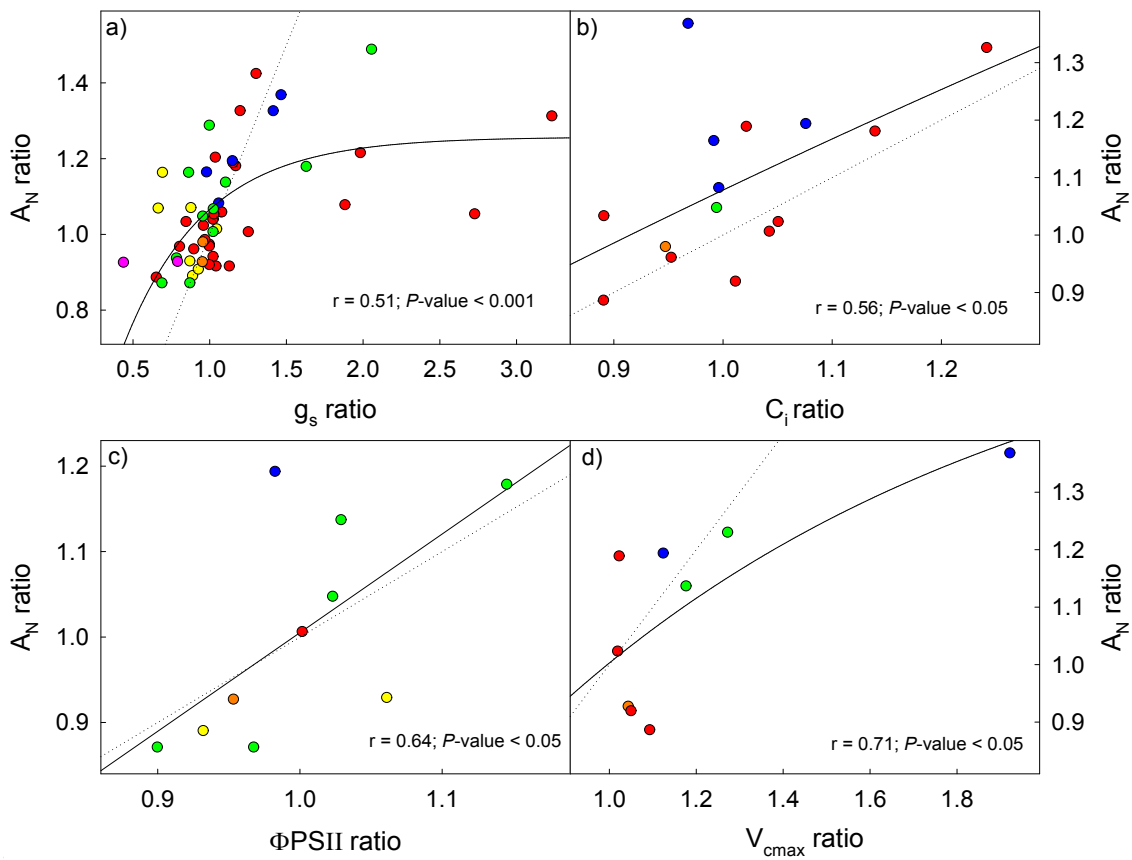 a)
b)
1.4
1.2
1.0
0.8
A_N ratio
r = 0.51; P-value < 0.001
0.5 1.0 1.5 2.0 2.5 3.0
g_s ratio
1.3
1.2
1.1
1.0
0.9
A_N ratio
r = 0.56; P-value < 0.05
0.9 1.0 1.1 1.2
C_i ratio
c)
d)
1.2
1.1
1.0
0.9
A_N ratio
r = 0.64; P-value < 0.05
0.9 1.0 1.1
ΦPSII ratio
1.3
1.2
1.1
1.0
0.9
A_N ratio
r = 0.71; P-value < 0.05
1.0 1.2 1.4 1.6 1.8
V_cmax ratio